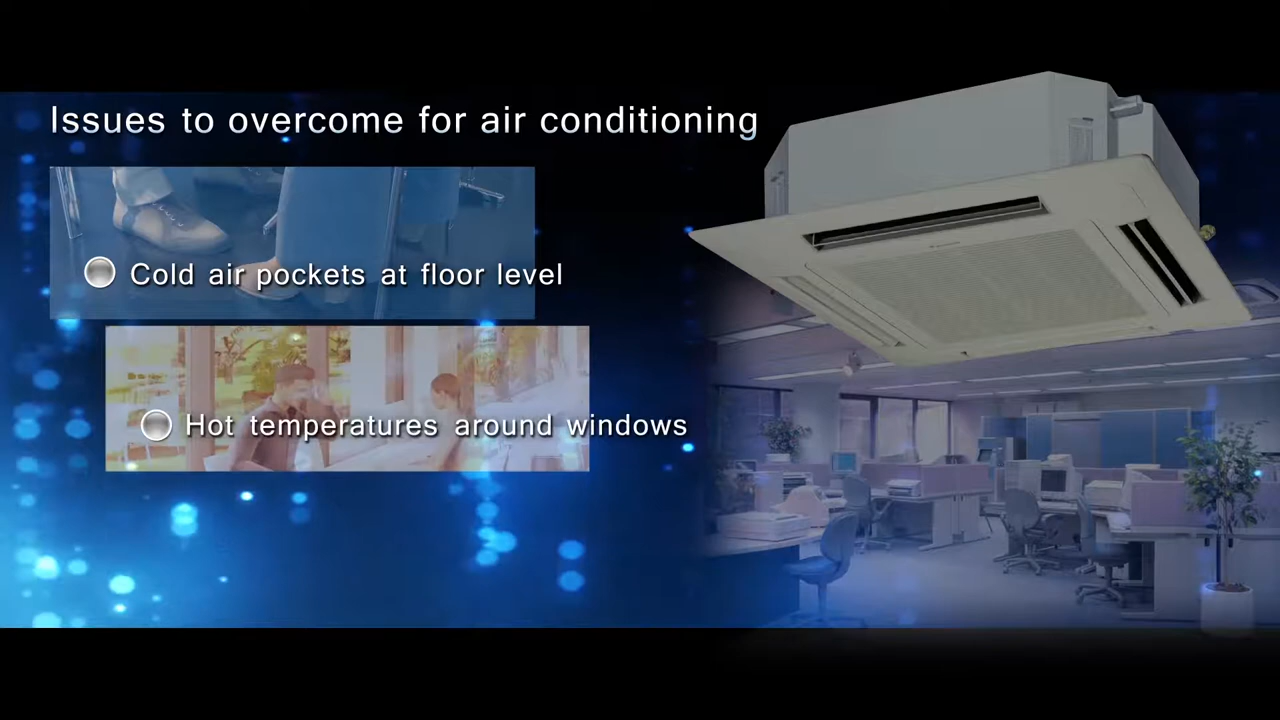 Issues to overcome for air conditioning
Cold air pockets at floor level
Hot temperatures around windows